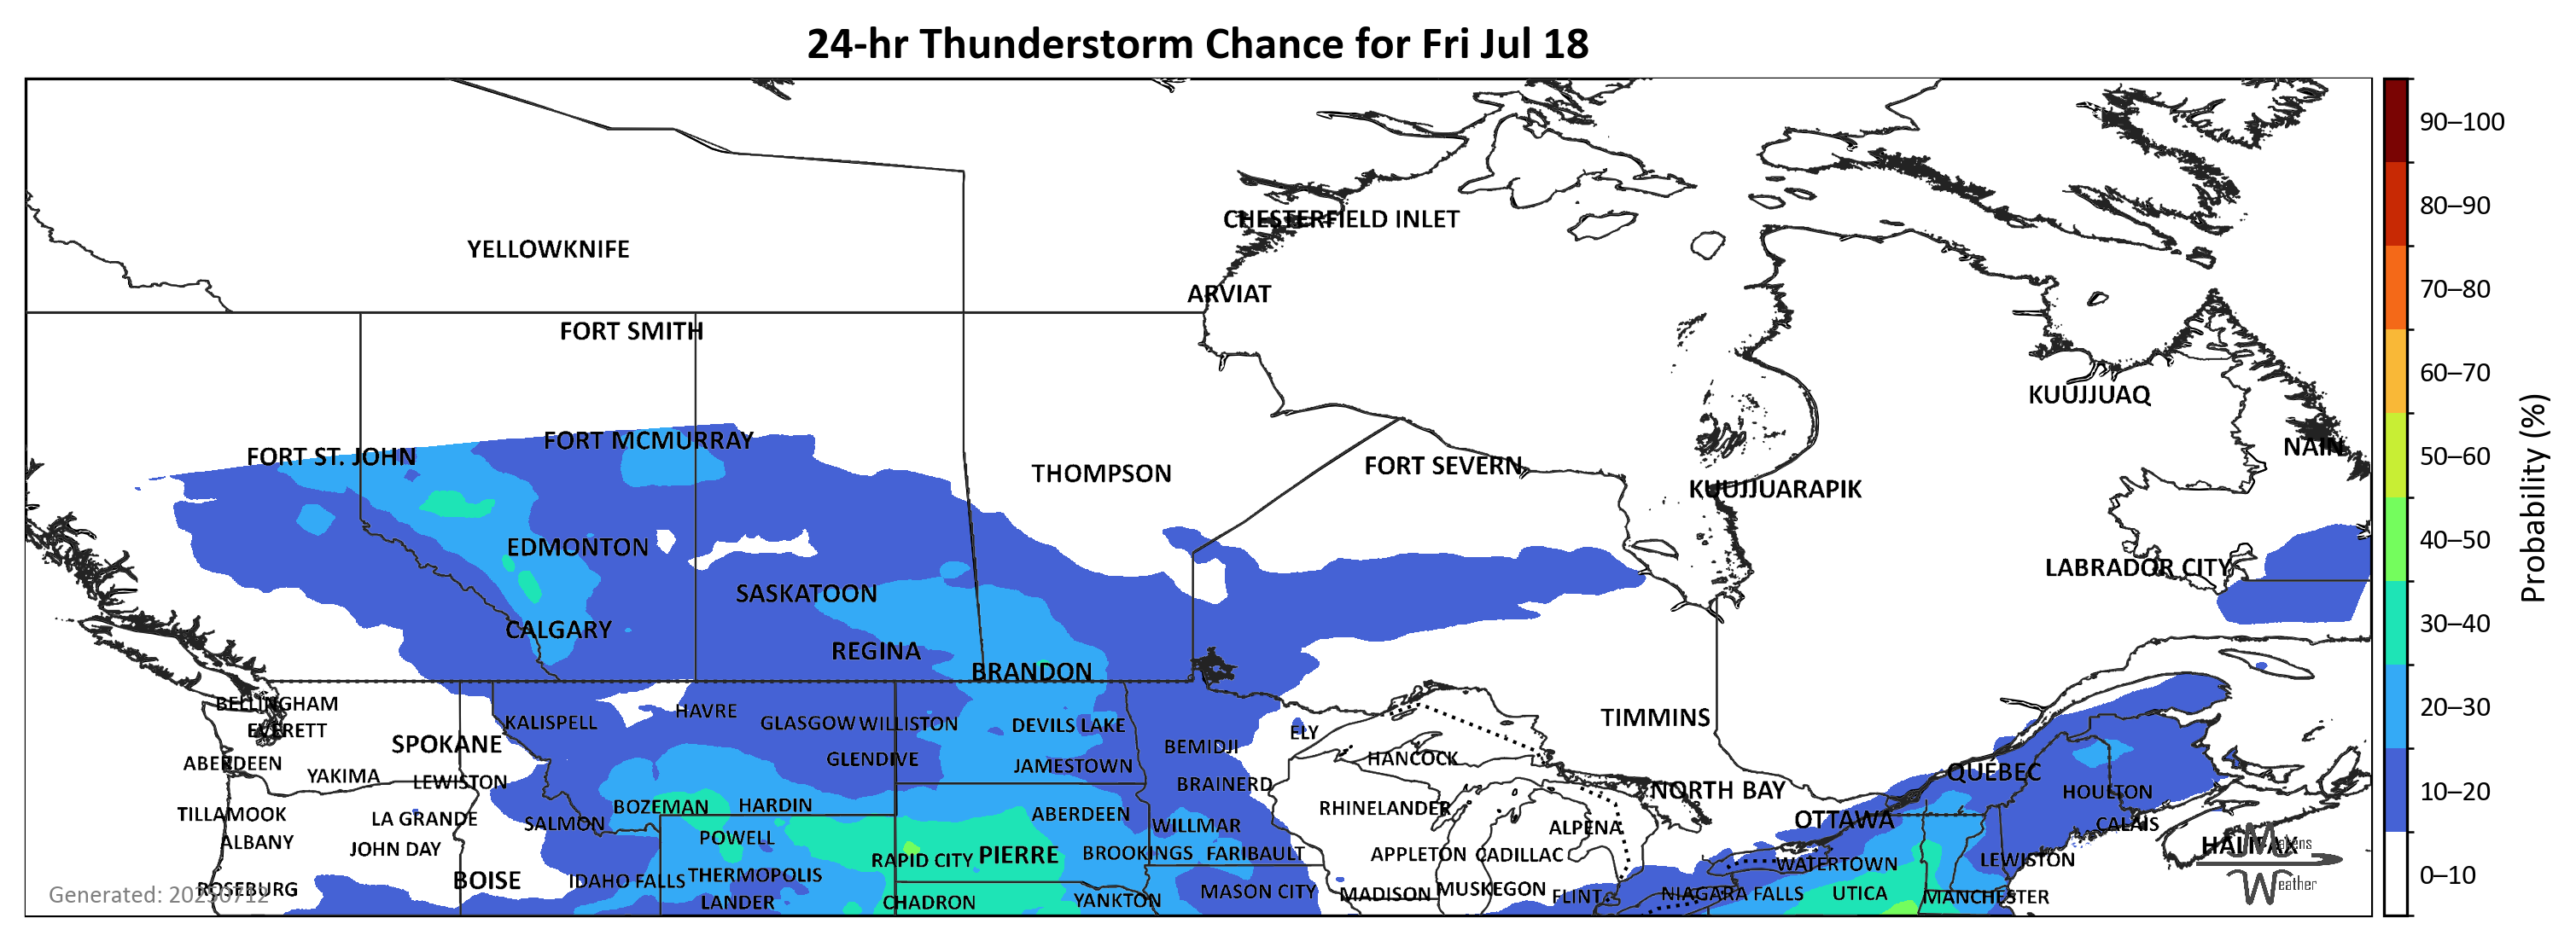 24-hr Thunderstorm Chance for Fri Jul 18
90–100
80–90
CHESTERFIELD INLET
YELLOWKNIFE
70–80
ARVIAT
FORT SMITH
60–70
KUUJJUAQ
50–60
FORT MCMURRAY
NAIN
FORT ST. JOHN
FORT SEVERN
THOMPSON
KUUJJUARAPIK
Probability (%)
40–50
EDMONTON
LABRADOR CITY
SASKATOON
30–40
CALGARY
REGINA
BRANDON
BELLINGHAM
20–30
HAVRE
TIMMINS
KALISPELL
GLASGOW
WILLISTON
DEVILS LAKE
EVERETT
ELY
SPOKANE
BEMIDJI
HANCOCK
GLENDIVE
ABERDEEN
JAMESTOWN
QUÉBEC
YAKIMA
LEWISTON
BRAINERD
NORTH BAY
HOULTON
10–20
BOZEMAN
HARDIN
RHINELANDER
TILLAMOOK
ABERDEEN
LA GRANDE
OTTAWA
SALMON
WILLMAR
ALPENA
CALAIS
POWELL
ALBANY
HALIFAX
Makens
JOHN DAY
BROOKINGS
FARIBAULT
APPLETON
CADILLAC
PIERRE
RAPID CITY
LEWISTON
WATERTOWN
0–10
THERMOPOLIS
BOISE
IDAHO FALLS
Weather
ROSEBURG
MUSKEGON
MASON CITY
MADISON
NIAGARA FALLS
UTICA
Generated: 20250712
FLINT
MANCHESTER
YANKTON
LANDER
CHADRON